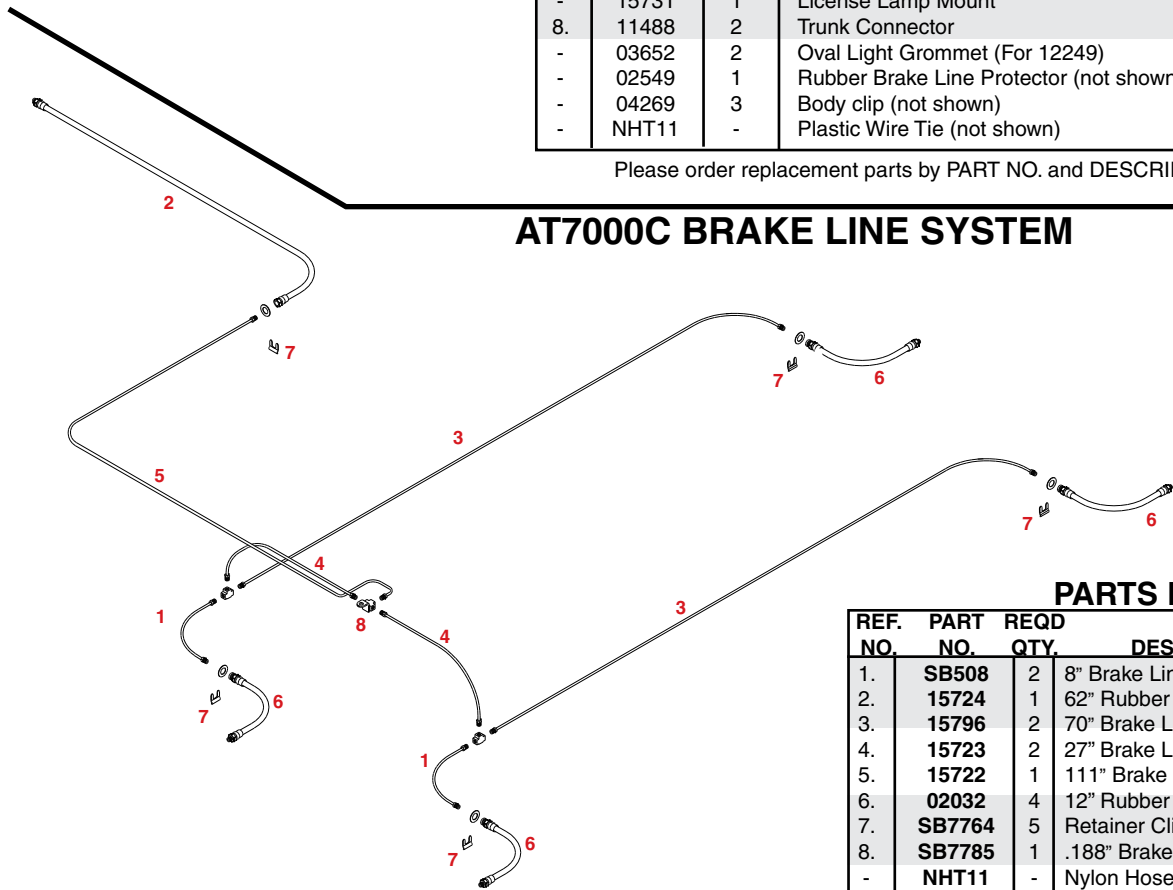 - 15731 1 License Lamp Mount
8. 11488 2 Trunk Connector
- 03652 2 Oval Light Grommet (For 12249)
- 02549 1 Rubber Brake Line Protector (not shown
- 04269 3 Body clip (not shown)
- NHT11 - Plastic Wire Tie (not shown)
Please order replacement parts by PART NO. and
AT7000C BRAKE LINE SYSTEM
2
7
7
6
3
5
7
6
4
1
8
4
3
7
6
1
7
6
PARTS
REF. PART REQD
NO. NO. QTY.
1. SB508 2 8” Brake
2. 15724 1 62” Rubber
3. 15796 2 70” Brake
4. 15723 2 27” Brake
5. 15722 1 111” Brake
6. 02032 4 12” Rubber
7. SB7764 5 Retainer
8. SB7785 1 .188” Brake
- NHT11 - Nylon Hose